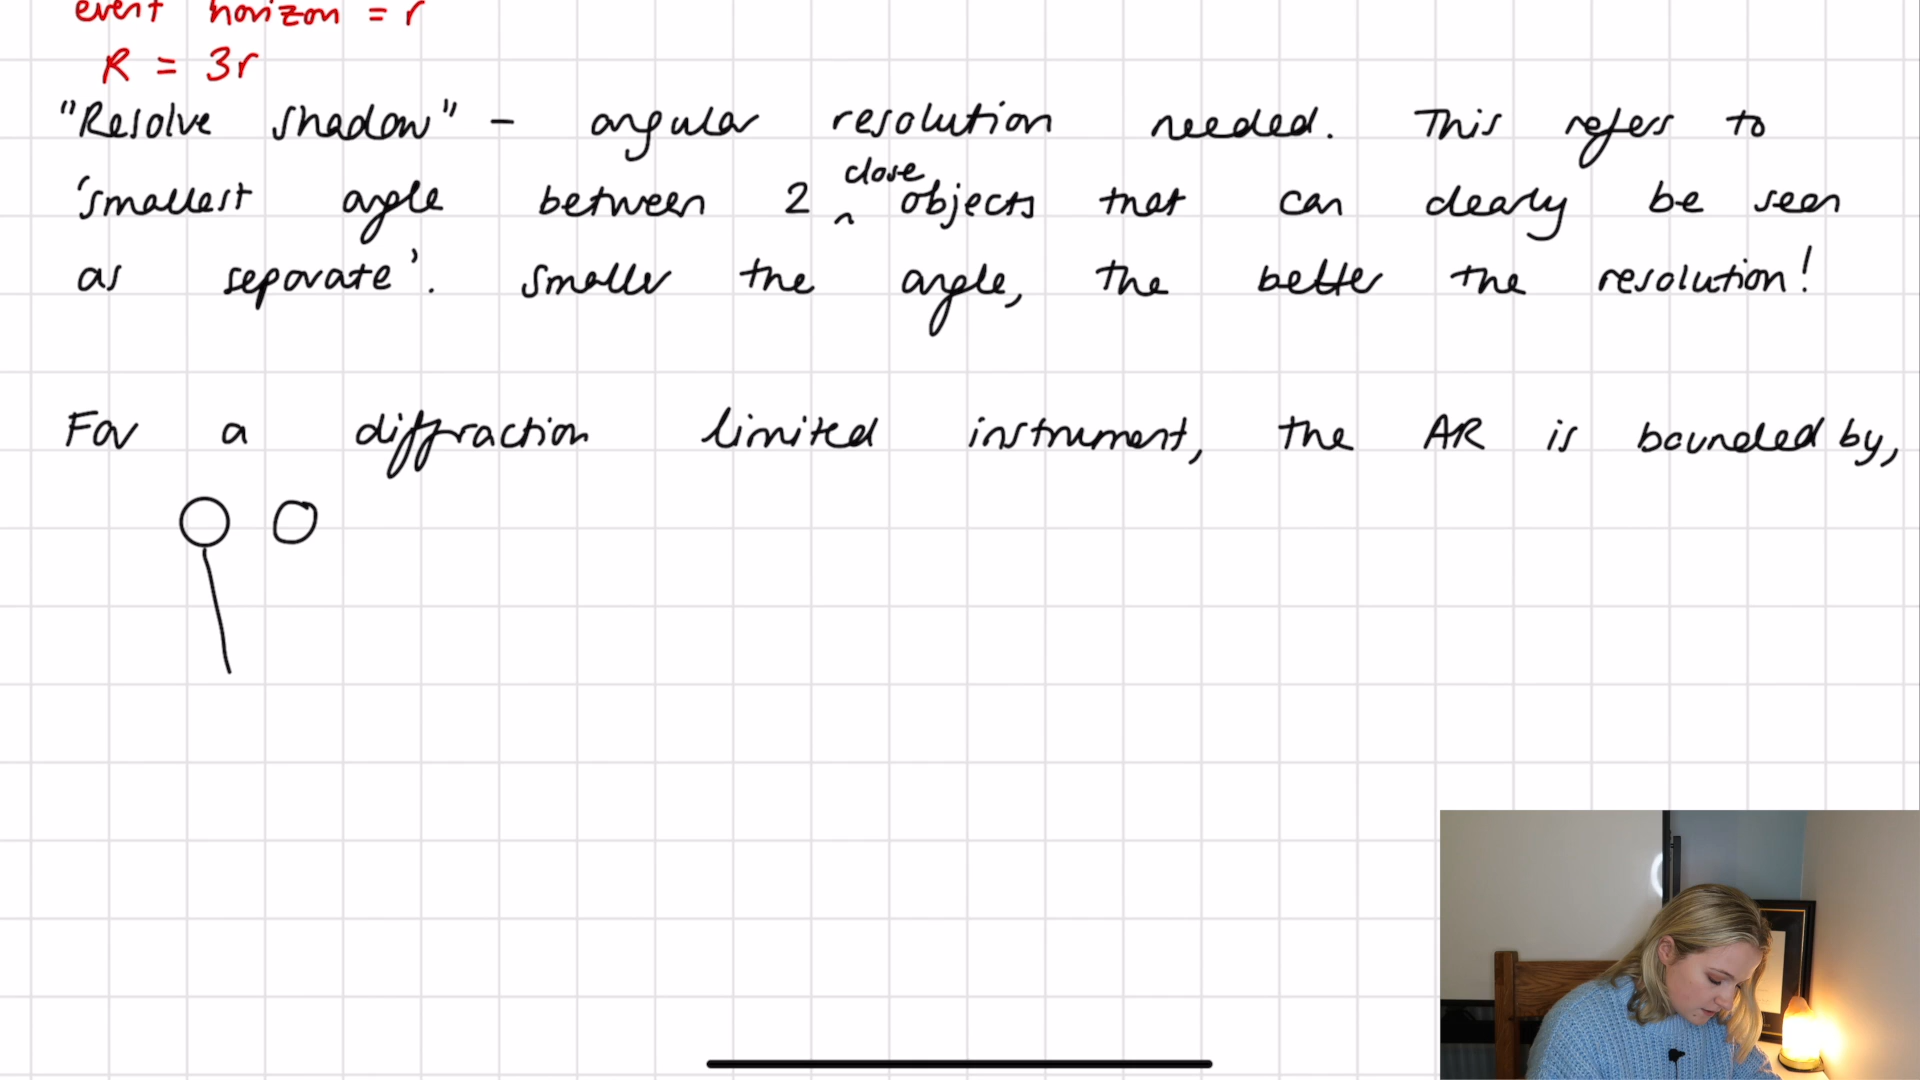 event horizon = r
R = 3r
"Resolve shadow" - angular resolution needed. This refers to
'smallest angle between 2 close objects that can clearly be seen
as separate'. Smaller the angle, the better the resolution!
For a diffraction limited instrument, the AR is bounded by,